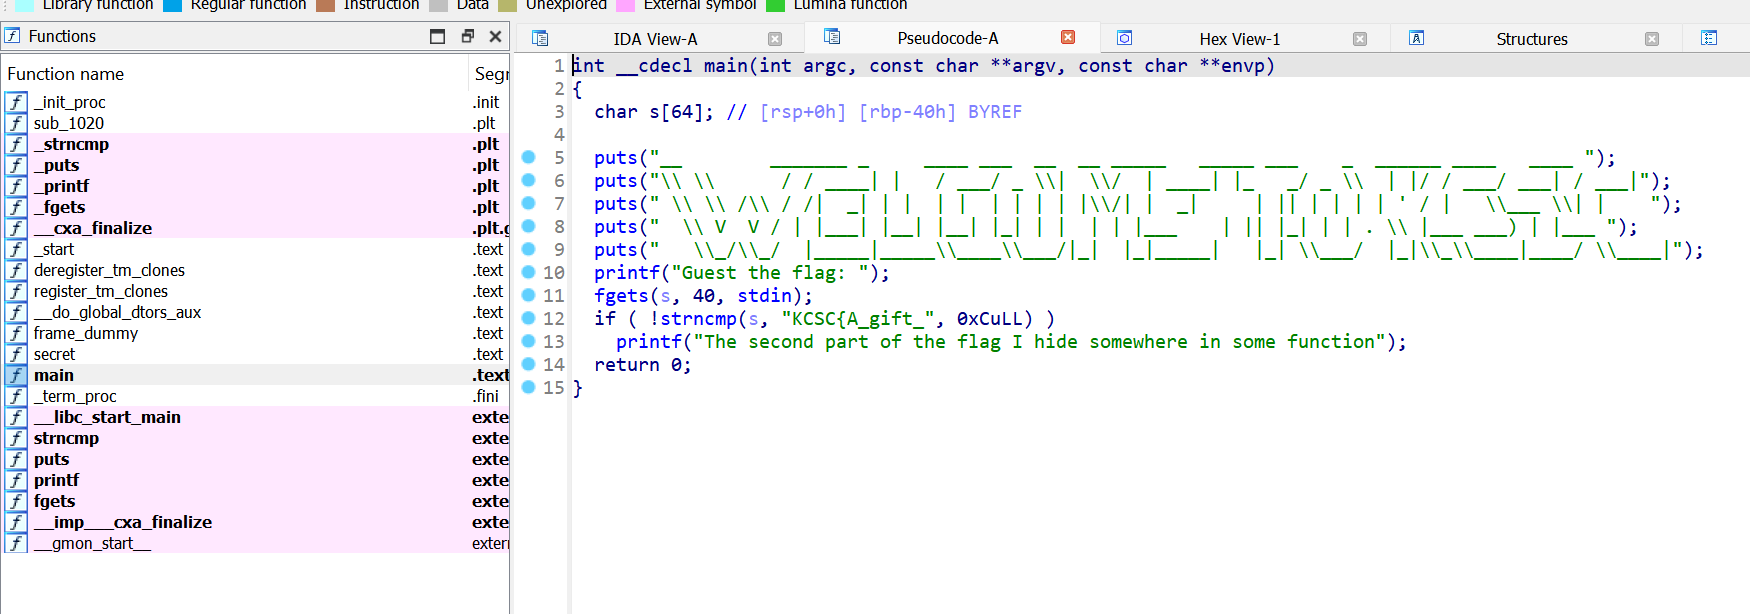 Library function Regular function Instruction Data Unexplored External symbol Lumina function
Functions
IDA View-A Pseudocode-A Hex View-1 Structures
Function name Segr
_init_proc .init
sub_1020 .plt
_strncmp .plt
_puts .plt
_printf .plt
_fgets .plt
__cxa_finalize .plt.g
_start .text
deregister_tm_clones .text
register_tm_clones .text
__do_global_dtors_aux .text
frame_dummy .text
secret .text
main .text
_term_proc .fini
__libc_start_main exte
strncmp exte
puts exte
printf exte
fgets exte
__imp___cxa_finalize exte
__gmon_start__ extern
1 int __cdecl main(int argc, const char **argv, const char **envp)
2 {
3   char s[64]; // [rsp+0h] [rbp-40h] BYREF
4
5   puts("__        _______ _     ____ ___  __  __ _____   _____ ___    _  ______ ____   ____ ");
6   puts("\\ \\      / / ____| |   / ___/ _ \\|  \\/  | ____| |_   _/ _ \\  | |/ / ___/ ___| / ___|");
7   puts(" \\ \\ /\\ / /|  _| | |  | |  | | | | |\\/| |  _|     | || | | | | ' / |   \\___ \\| |    ");
8   puts("  \\ V  V / | |___| |__| |__| |_| | |  | | |___    | || |_| | | . \\ |___ ___) | |___ ");
9   puts("   \\_/\\_/  |_____|_____\\____\\___/|_|  |_|_____|   |_| \\___/  |_|\\_\\____|____/ \\____|");
10   printf("Guest the flag: ");
11   fgets(s, 40, stdin);
12   if ( !strncmp(s, "KCSC{A_gift_", 0xCuLL) )
13     printf("The second part of the flag I hide somewhere in some function");
14   return 0;
15 }